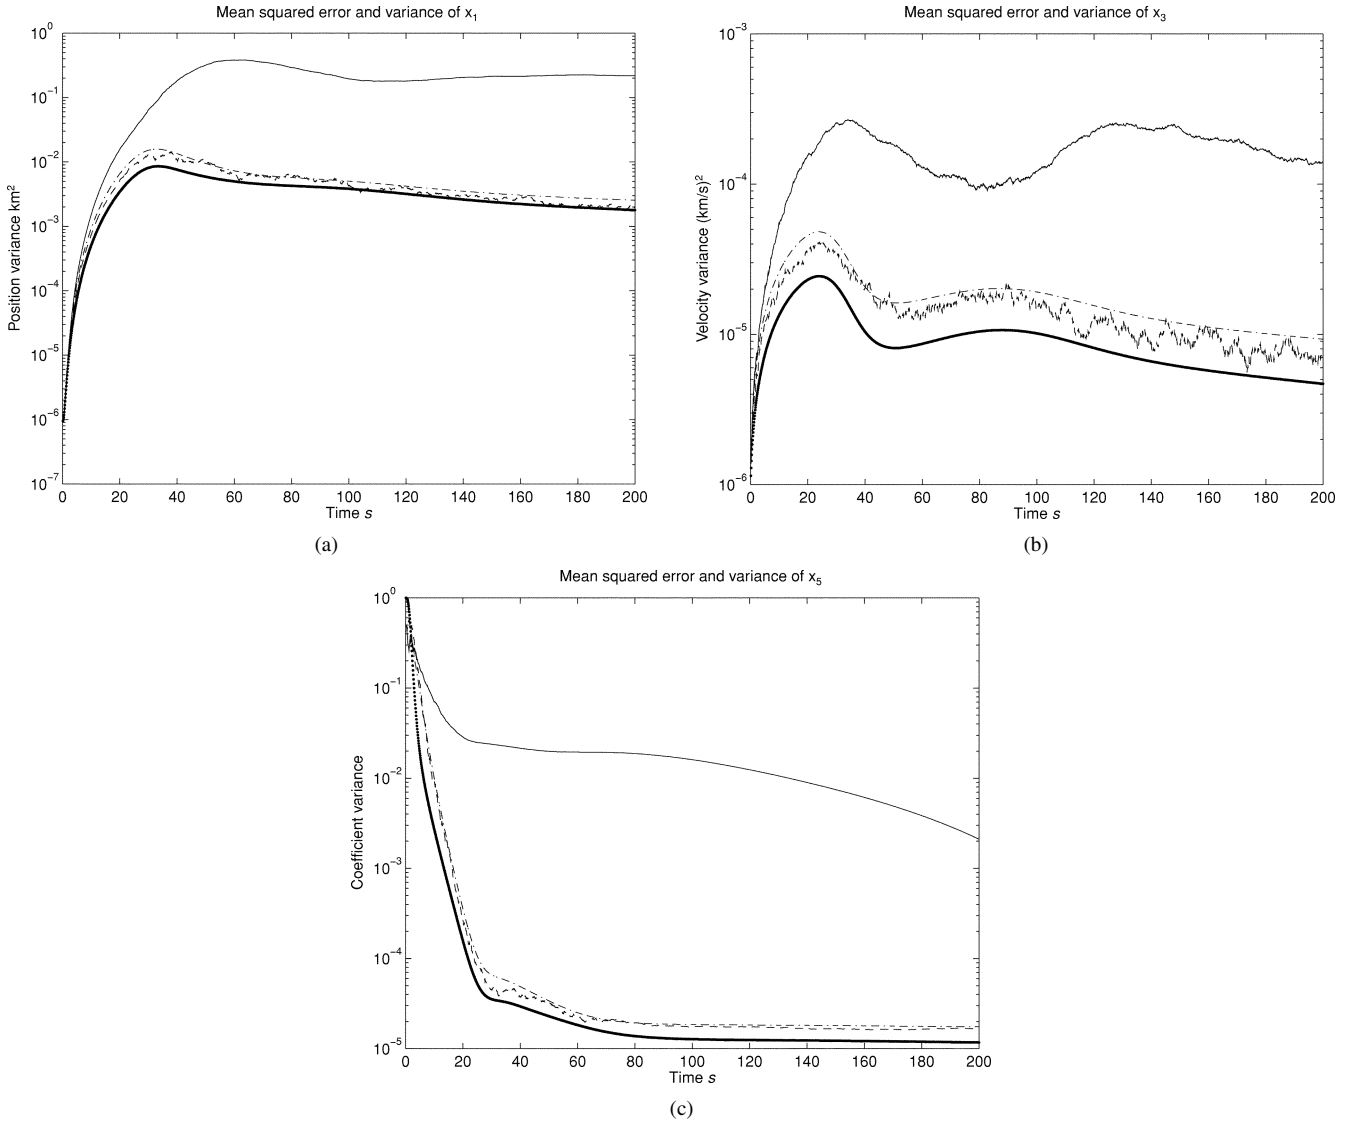 Mean squared error and variance of x₁
Position variance km²
10⁰
10⁻¹
10⁻²
10⁻³
10⁻⁴
10⁻⁵
10⁻⁶
10⁻⁷
0 20 40 60 80 100 120 140 160 180 200
Time s
(a)
Mean squared error and variance of x₃
Velocity variance (km/s)²
10⁻³
10⁻⁴
10⁻⁵
10⁻⁶
0 20 40 60 80 100 120 140 160 180 200
Time s
(b)
Mean squared error and variance of x₅
Coefficient variance
10⁰
10⁻¹
10⁻²
10⁻³
10⁻⁴
10⁻⁵
0 20 40 60 80 100 120 140 160 180 200
Time s
(c)